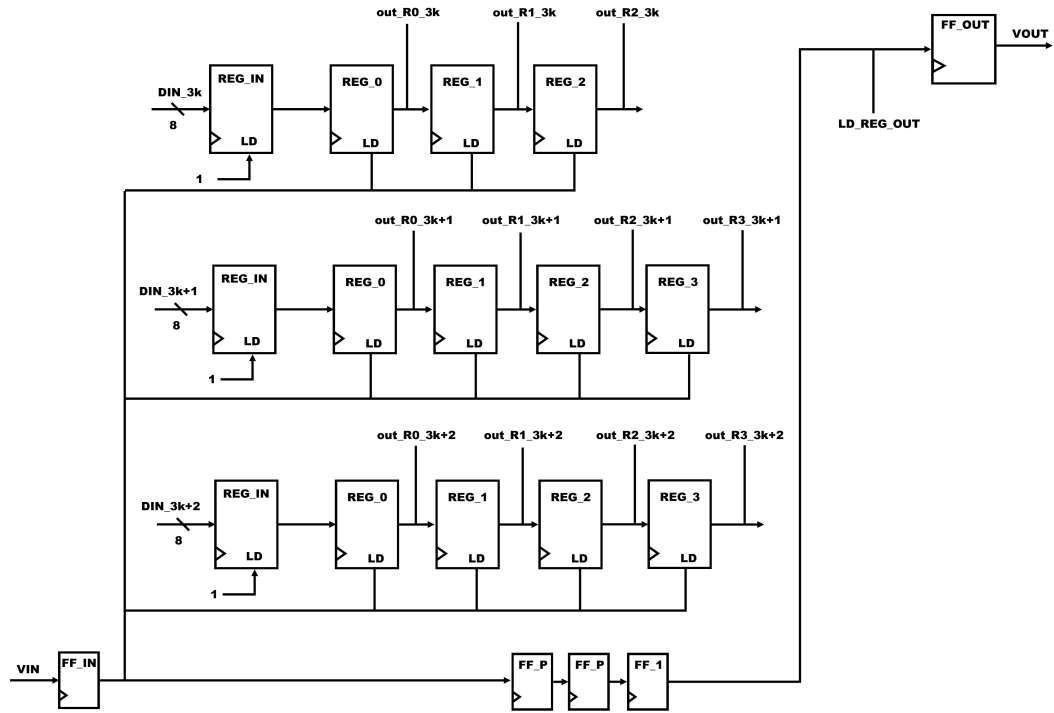 out_R0_3k
out_R1_3k
out_R2_3k
FF_OUT
VOUT
REG_IN
REG_0
REG_1
REG_2
DIN_3k
8
LD
LD
LD
LD
1
LD_REG_OUT
out_R0_3k+1
out_R1_3k+1
out_R2_3k+1
out_R3_3k+1
REG_IN
REG_0
REG_1
REG_2
REG_3
DIN_3k+1
8
LD
LD
LD
LD
LD
1
out_R0_3k+2
out_R1_3k+2
out_R2_3k+2
out_R3_3k+2
REG_IN
REG_0
REG_1
REG_2
REG_3
DIN_3k+2
8
LD
LD
LD
LD
LD
1
VIN
FF_IN
FF_P
FF_P
FF_1